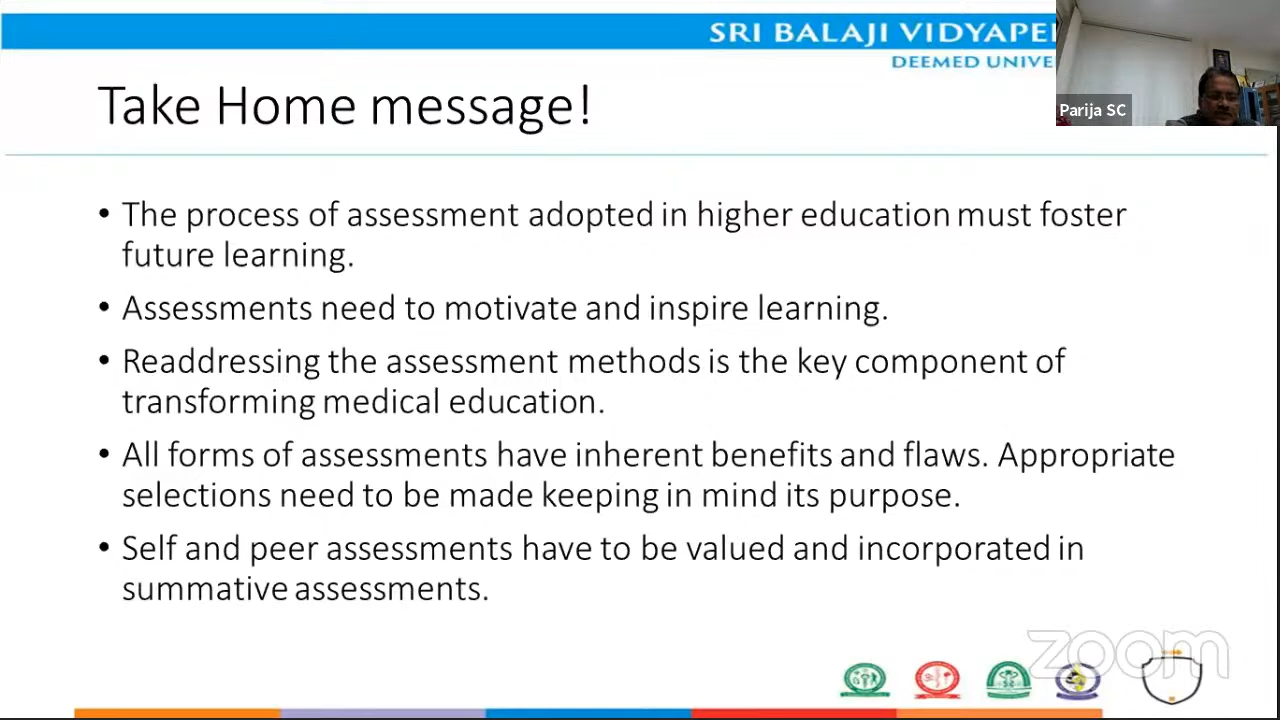 SRI BALAJI VIDYAPE
DEEMED UNIVE
Parija SC
Take Home message!
• The process of assessment adopted in higher education must foster
future learning.
• Assessments need to motivate and inspire learning.
• Readdressing the assessment methods is the key component of
transforming medical education.
• All forms of assessments have inherent benefits and flaws. Appropriate
selections need to be made keeping in mind its purpose.
• Self and peer assessments have to be valued and incorporated in
summative assessments.
zoom